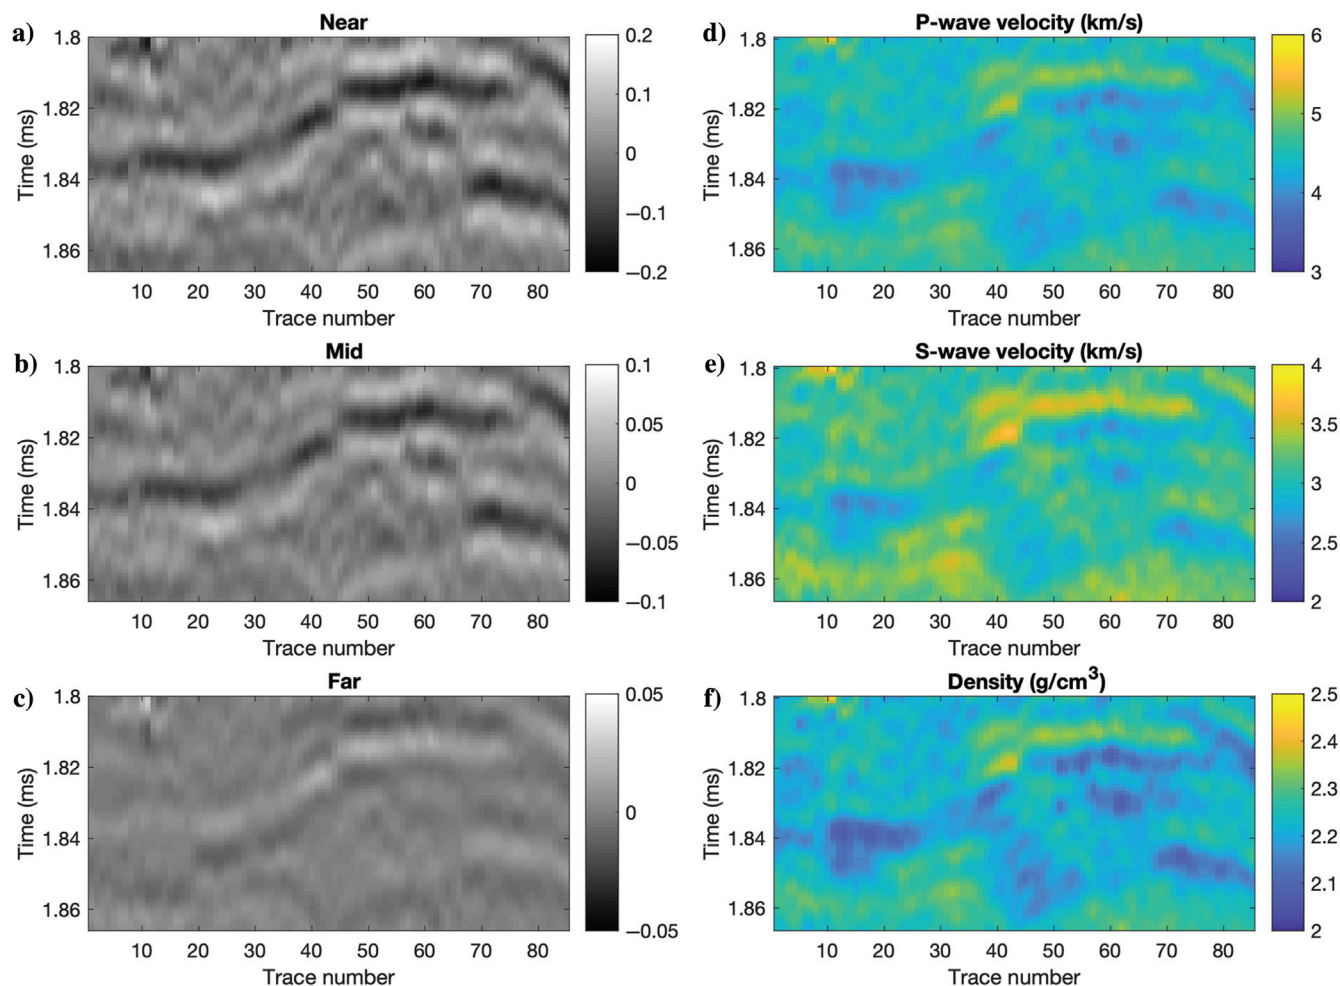 a)
Near
1.8
1.82
1.84
1.86
Time (ms)
10 20 30 40 50 60 70 80
Trace number
0.2
0.1
0
−0.1
−0.2
d)
P-wave velocity (km/s)
1.8
1.82
1.84
1.86
Time (ms)
10 20 30 40 50 60 70 80
Trace number
6
5
4
3
b)
Mid
1.8
1.82
1.84
1.86
Time (ms)
10 20 30 40 50 60 70 80
Trace number
0.1
0.05
0
−0.05
−0.1
e)
S-wave velocity (km/s)
1.8
1.82
1.84
1.86
Time (ms)
10 20 30 40 50 60 70 80
Trace number
4
3.5
3
2.5
2
c)
Far
1.8
1.82
1.84
1.86
Time (ms)
10 20 30 40 50 60 70 80
Trace number
0.05
0
−0.05
f)
Density (g/cm³)
1.8
1.82
1.84
1.86
Time (ms)
10 20 30 40 50 60 70 80
Trace number
2.5
2.4
2.3
2.2
2.1
2